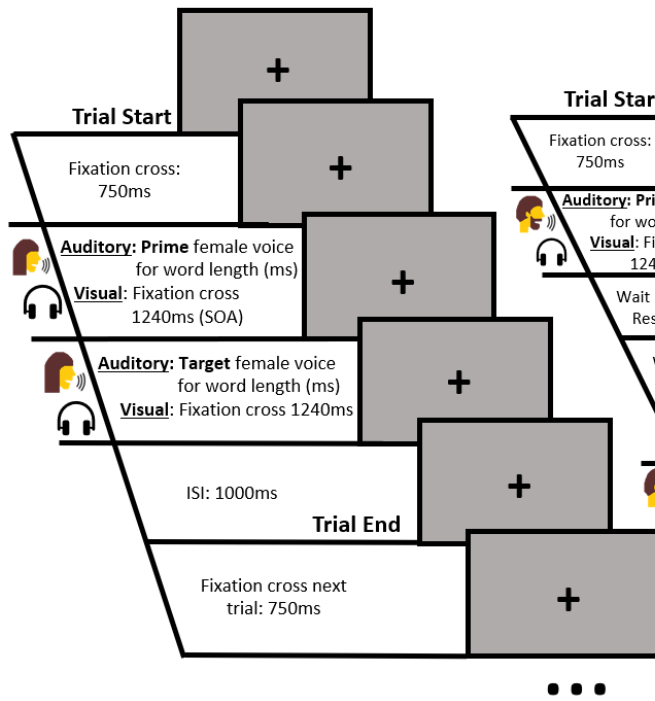 Trial Start
Fixation cross:
750ms
Auditory: Prime female voice
for word length (ms)
Visual: Fixation cross
1240ms (SOA)
Auditory: Target female voice
for word length (ms)
Visual: Fixation cross 1240ms
ISI: 1000ms
Trial End
Fixation cross next
trial: 750ms
Trial Star
Fixation cross:
750ms
Auditory: Pri
for wo
Visual: Fi
124
Wait
Res